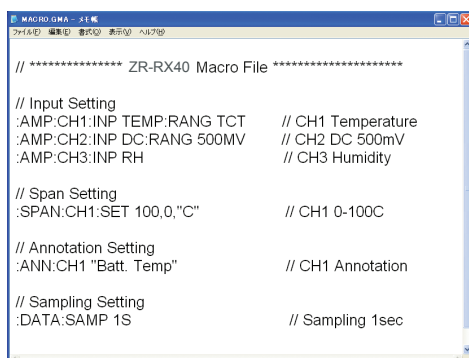 MACRO.GMA - メモ帳
ファイル(F) 編集(E) 書式(O) 表示(V) ヘルプ(H)
// *************** ZR-RX40 Macro File *********************
// Input Setting
:AMP:CH1:INP TEMP:RANG TCT // CH1 Temperature
:AMP:CH2:INP DC:RANG 500MV // CH2 DC 500mV
:AMP:CH3:INP RH // CH3 Humidity
// Span Setting
:SPAN:CH1:SET 100,0,"C" // CH1 0-100C
// Annotation Setting
:ANN:CH1 "Batt. Temp" // CH1 Annotation
// Sampling Setting
:DATA:SAMP 1S // Sampling 1sec